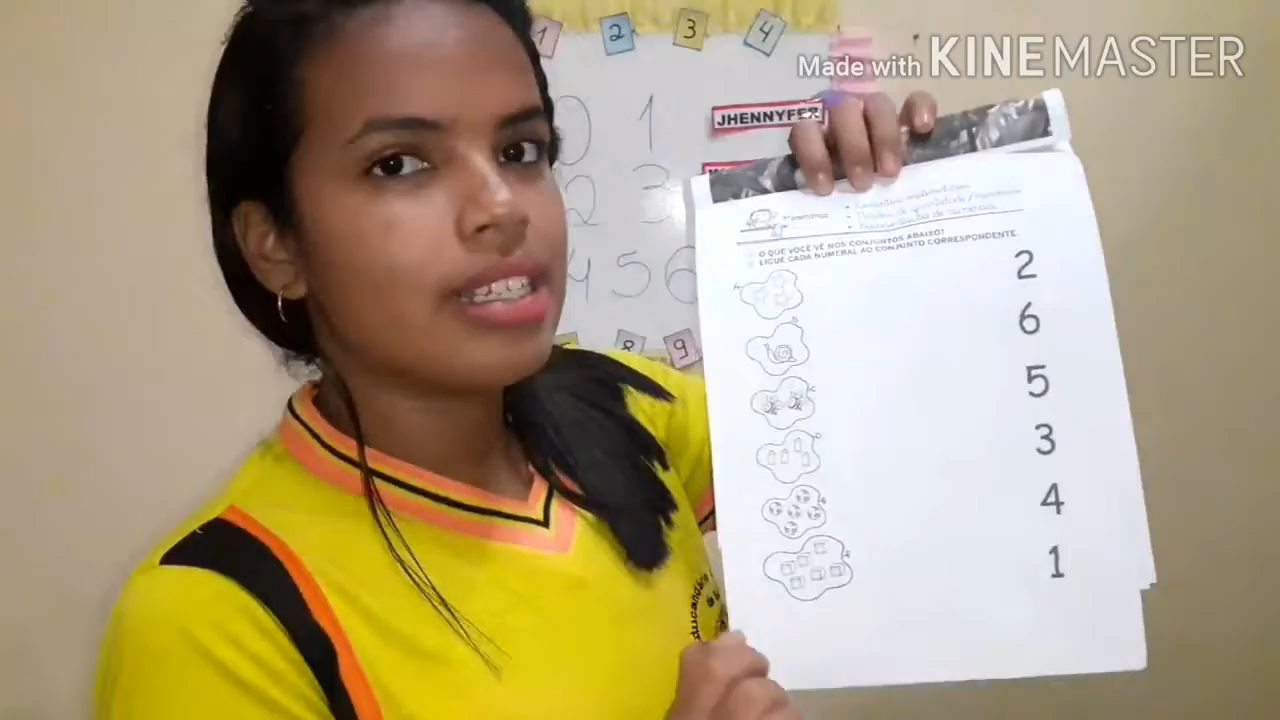 1 2 3 4
Made with KINEMASTER
0 1
JHENNYFER
2 3
4 5 6
8 9
Matemática
O QUE VOCÊ VÊ NOS CONJUNTOS ABAIXO?
LIGUE CADA NUMERAL AO CONJUNTO CORRESPONDENTE.
2
6
5
3
4
1